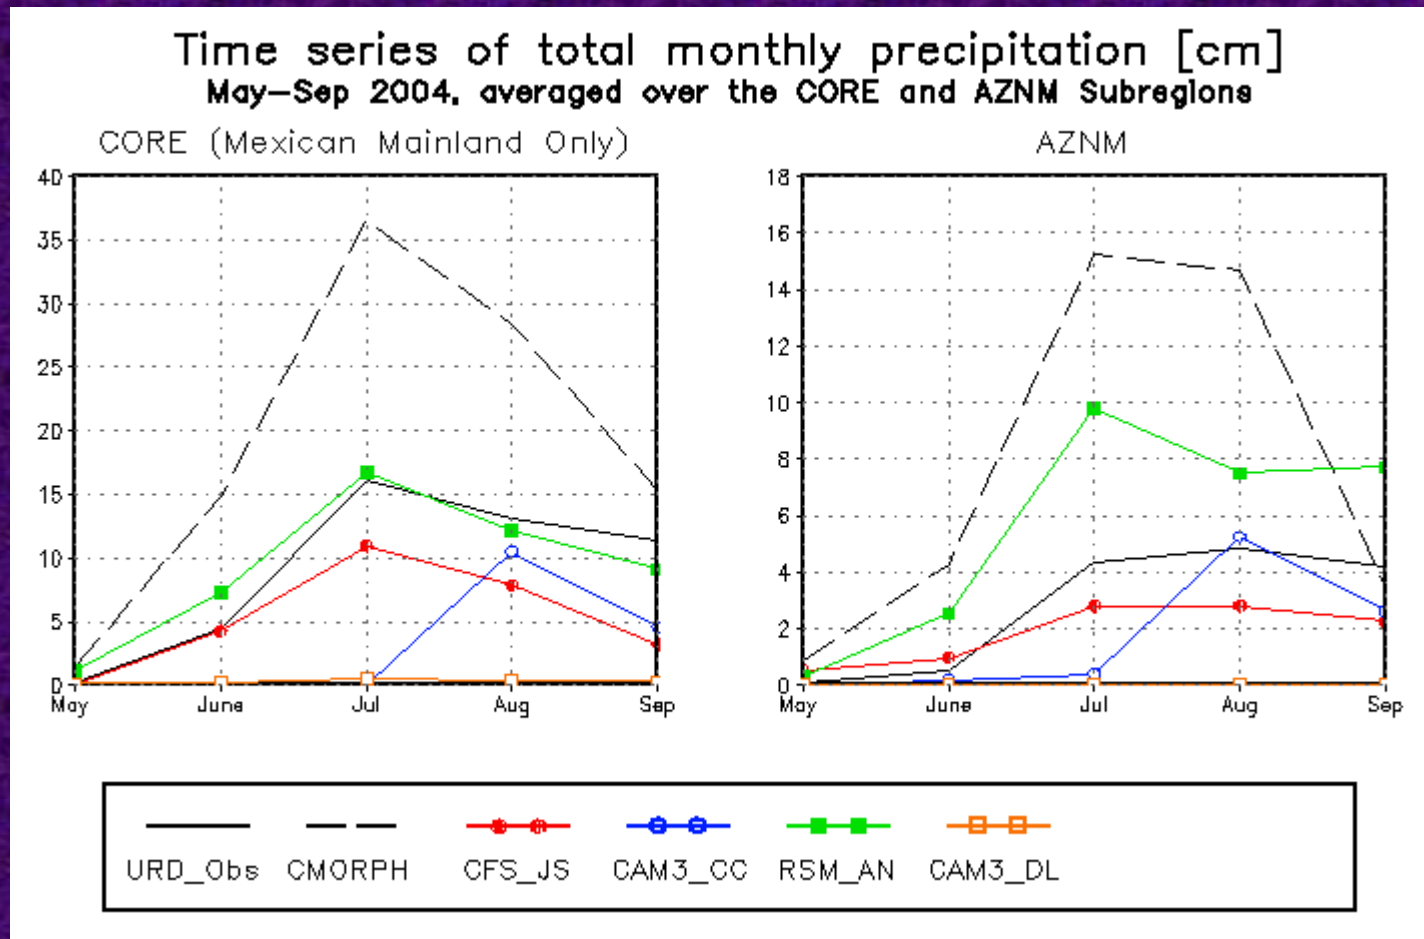 Time series of total monthly precipitation [cm]
May-Sep 2004, averaged over the CORE and AZNM Subregions
CORE (Mexican Mainland Only)
40
35
30
25
20
15
10
5
0
May June Jul Aug Sep
AZNM
18
16
14
12
10
8
6
4
2
0
May June Jul Aug Sep
URD_Obs CMORPH CFS_JS CAM3_CC RSM_AN CAM3_DL